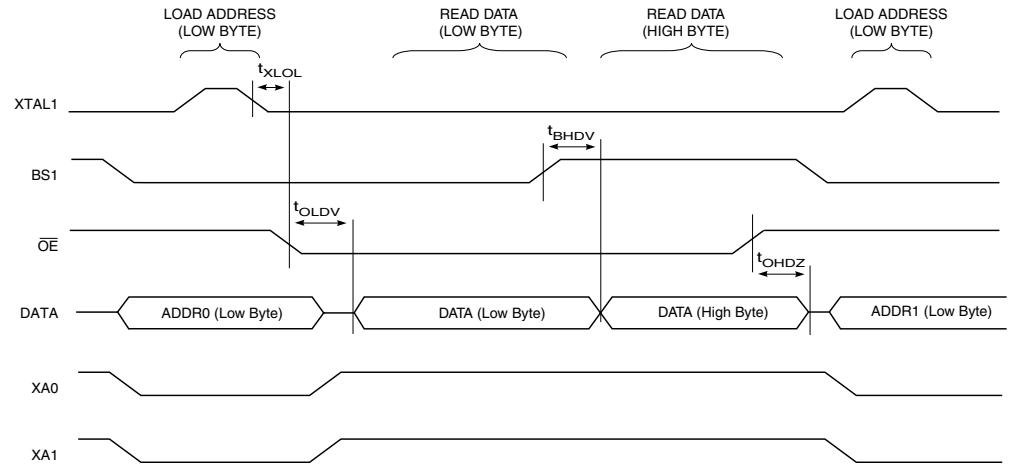 LOAD ADDRESS
(LOW BYTE)
READ DATA
(LOW BYTE)
READ DATA
(HIGH BYTE)
LOAD ADDRESS
(LOW BYTE)
tXLOL
XTAL1
tBHDV
BS1
tOLDV
OE
tOHDZ
DATA
ADDR0 (Low Byte)
DATA (Low Byte)
DATA (High Byte)
ADDR1 (Low Byte)
XA0
XA1